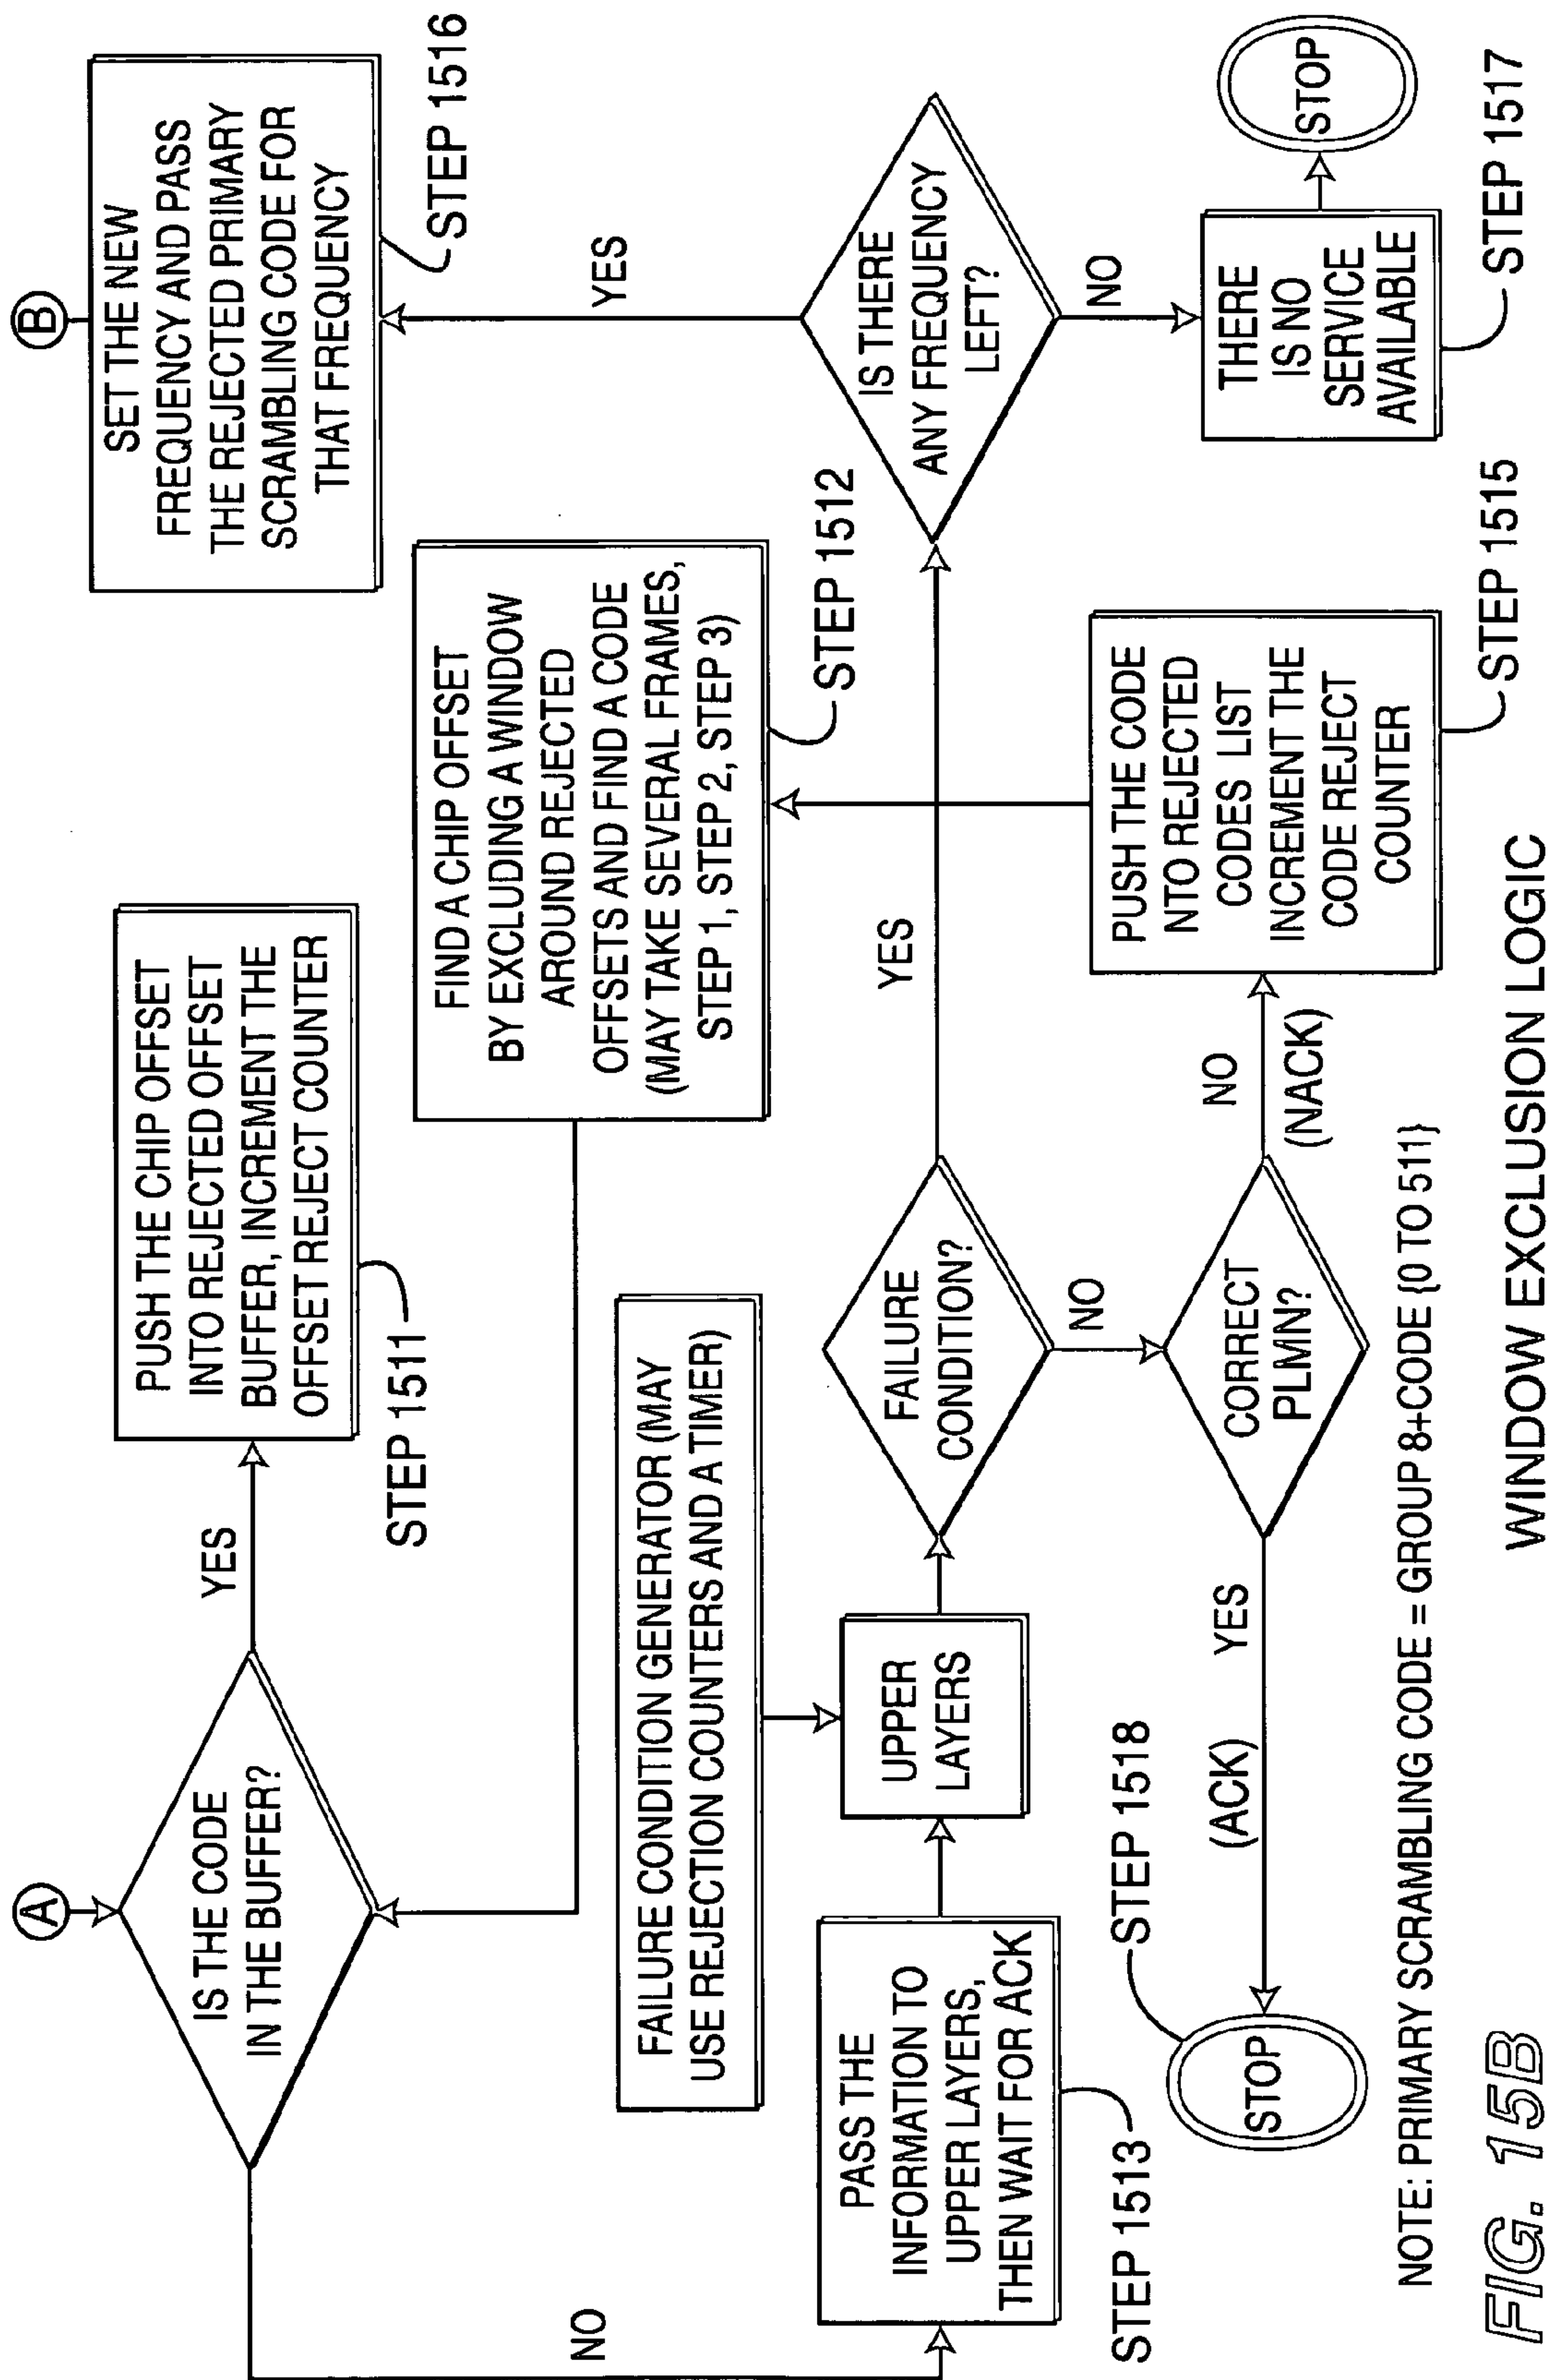 A
B
IS THE CODE
IN THE BUFFER?
YES
NO
PUSH THE CHIP OFFSET
INTO REJECTED OFFSET
BUFFER, INCREMENT THE
OFFSET REJECT COUNTER
STEP 1511
SET THE NEW
FREQUENCY AND PASS
THE REJECTED PRIMARY
SCRAMBLING CODE FOR
THAT FREQUENCY
STEP 1516
FIND A CHIP OFFSET
BY EXCLUDING A WINDOW
AROUND REJECTED
OFFSETS AND FIND A CODE
(MAY TAKE SEVERAL FRAMES,
STEP 1, STEP 2, STEP 3)
STEP 1512
FAILURE CONDITION GENERATOR (MAY
USE REJECTION COUNTERS AND A TIMER)
PASS THE
INFORMATION TO
UPPER LAYERS,
THEN WAIT FOR ACK
STEP 1513
UPPER
LAYERS
FAILURE
CONDITION?
YES
NO
IS THERE
ANY FREQUENCY
LEFT?
YES
NO
CORRECT
PLMN?
YES
(ACK)
NO
(NACK)
STOP
STEP 1518
PUSH THE CODE
NTO REJECTED
CODES LIST
INCREMENT THE
CODE REJECT
COUNTER
STEP 1515
THERE
IS NO
SERVICE
AVAILABLE
STEP 1517
STOP
NOTE: PRIMARY SCRAMBLING CODE = GROUP 8+CODE {0 TO 511}
FIG. 15B
WINDOW EXCLUSION LOGIC